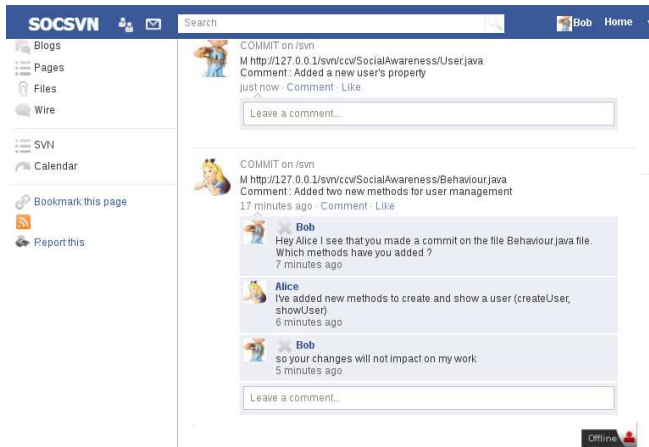 SOCSVN
Search
Bob
Home
Blogs
Pages
Files
Wire
SVN
Calendar
Bookmark this page
Report this
COMMIT on /svn
M http://127.0.0.1/svn/ccv/SocialAwareness/User.java
Comment : Added a new user's property
just now · Comment · Like
Leave a comment...
COMMIT on /svn
M http://127.0.0.1/svn/ccv/SocialAwareness/Behaviour.java
Comment : Added two new methods for user management
17 minutes ago · Comment · Like
Bob
Hey Alice I see that you made a commit on the file Behaviour.java file.
Which methods have you added ?
7 minutes ago
Alice
I've added new methods to create and show a user (createUser,
showUser)
6 minutes ago
Bob
so your changes will not impact on my work
5 minutes ago
Leave a comment...
Offline